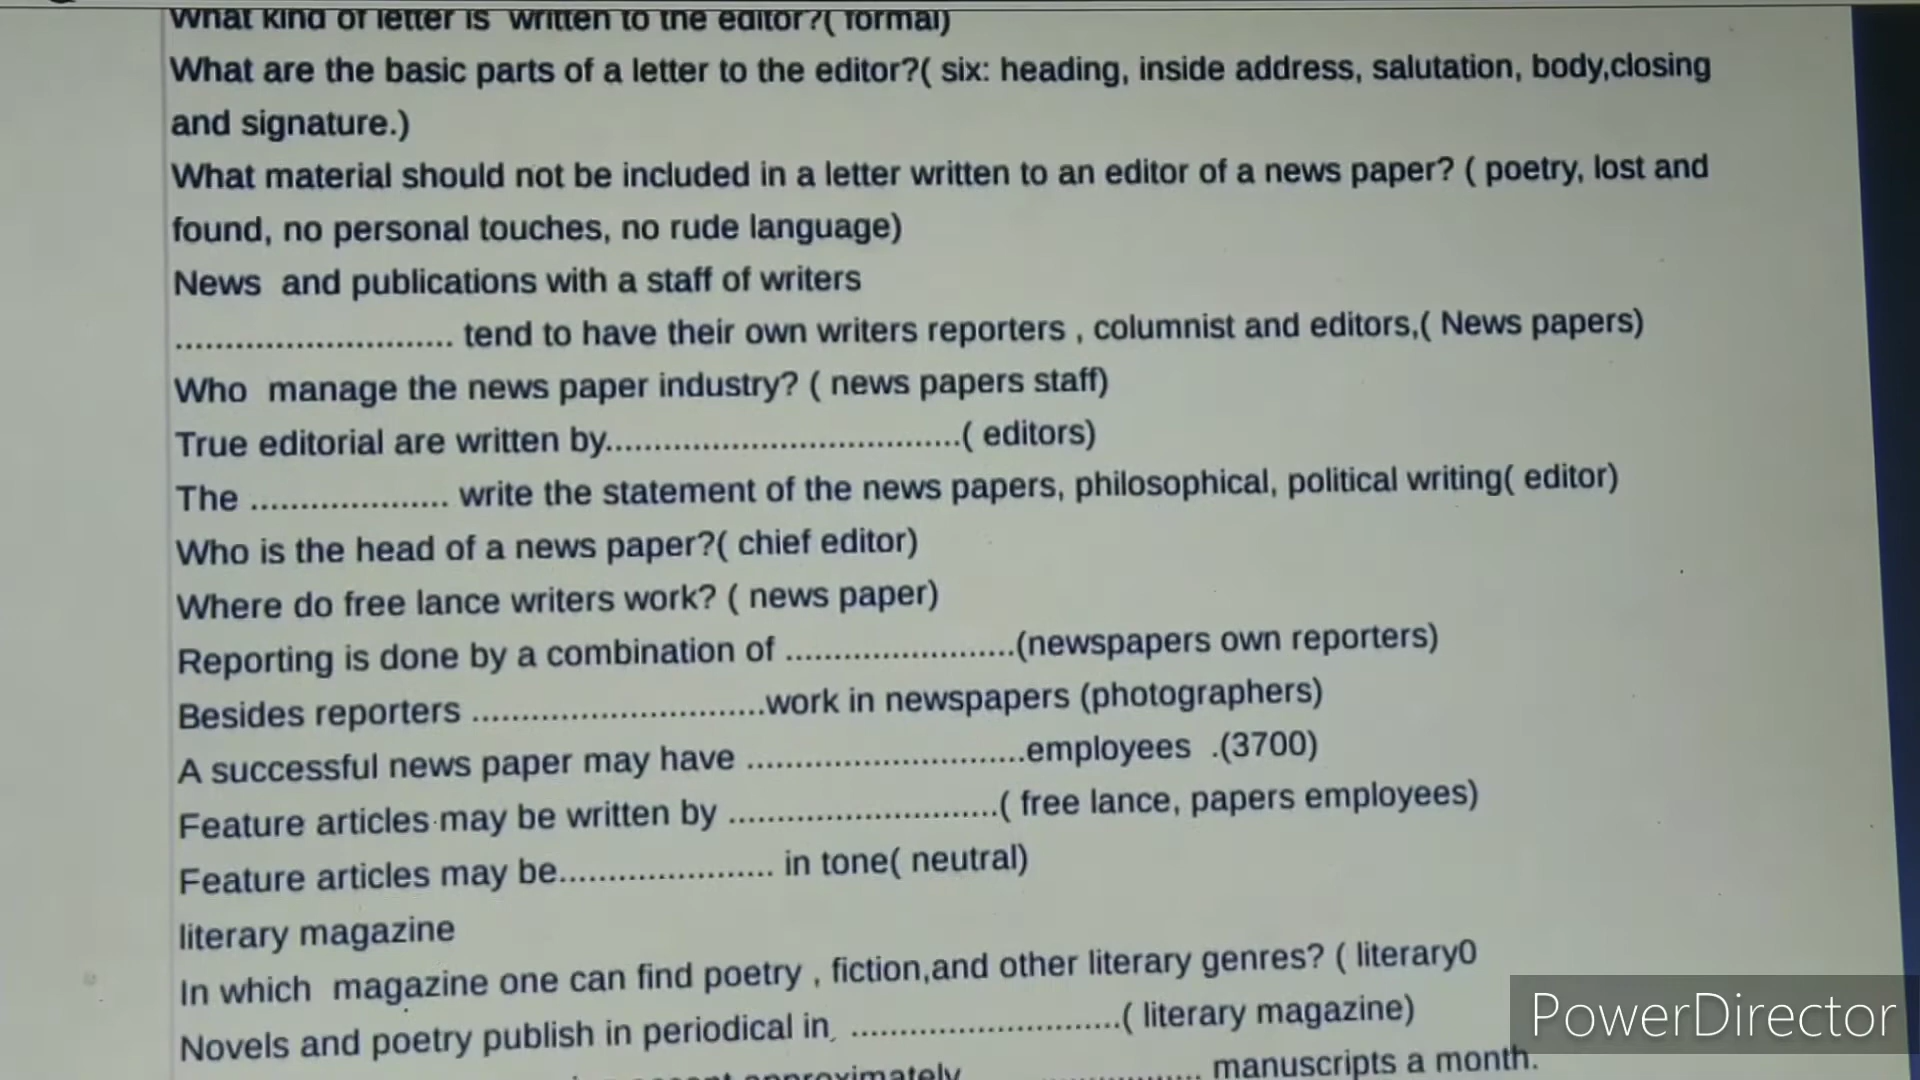 What kind of letter is written to the editor?( formal)
What are the basic parts of a letter to the editor?( six: heading, inside address, salutation, body,closing
and signature.)
What material should not be included in a letter written to an editor of a news paper? ( poetry, lost and
found, no personal touches, no rude language)
News and publications with a staff of writers
............................ tend to have their own writers reporters , columnist and editors,( News papers)
Who manage the news paper industry? ( news papers staff)
True editorial are written by....................................( editors)
The .................... write the statement of the news papers, philosophical, political writing( editor)
Who is the head of a news paper?( chief editor)
Where do free lance writers work? ( news paper)
Reporting is done by a combination of .......................(newspapers own reporters)
Besides reporters .............................work in newspapers (photographers)
A successful news paper may have ............................employees .(3700)
Feature articles may be written by ...........................( free lance, papers employees)
Feature articles may be...................... in tone( neutral)
literary magazine
In which magazine one can find poetry , fiction,and other literary genres? ( literary0
Novels and poetry publish in periodical in ...........................( literary magazine)
approximately ................ manuscripts a month.
PowerDirector